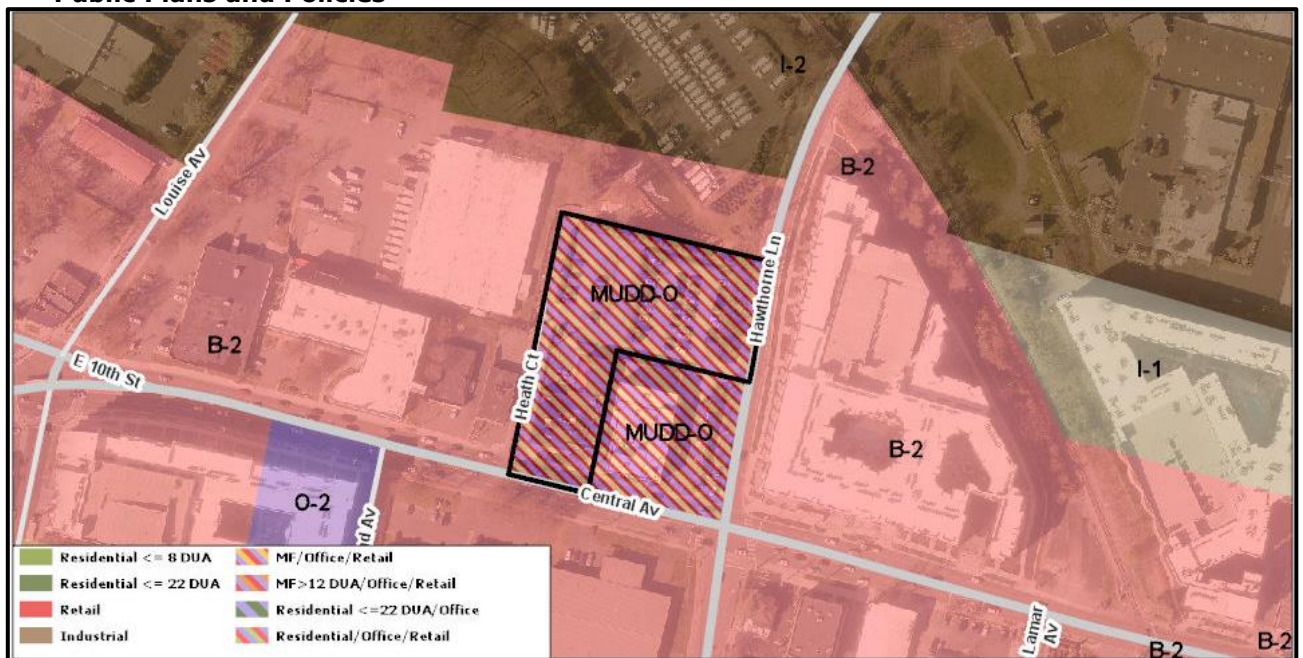 Public Plans and Policies
I-2
B-2
Louise Av
Hawthorne Ln
MUDD-O
B-2
I-1
E 10th St
Heath Ct
MUDD-O
B-2
Central Av
O-2
d Av
Lamar Av
B-2
B-2
Residential <= 8 DUA
MF/Office/Retail
Residential <= 22 DUA
MF>12 DUA/Office/Retail
Retail
Residential <=22 DUA/Office
Industrial
Residential/Office/Retail